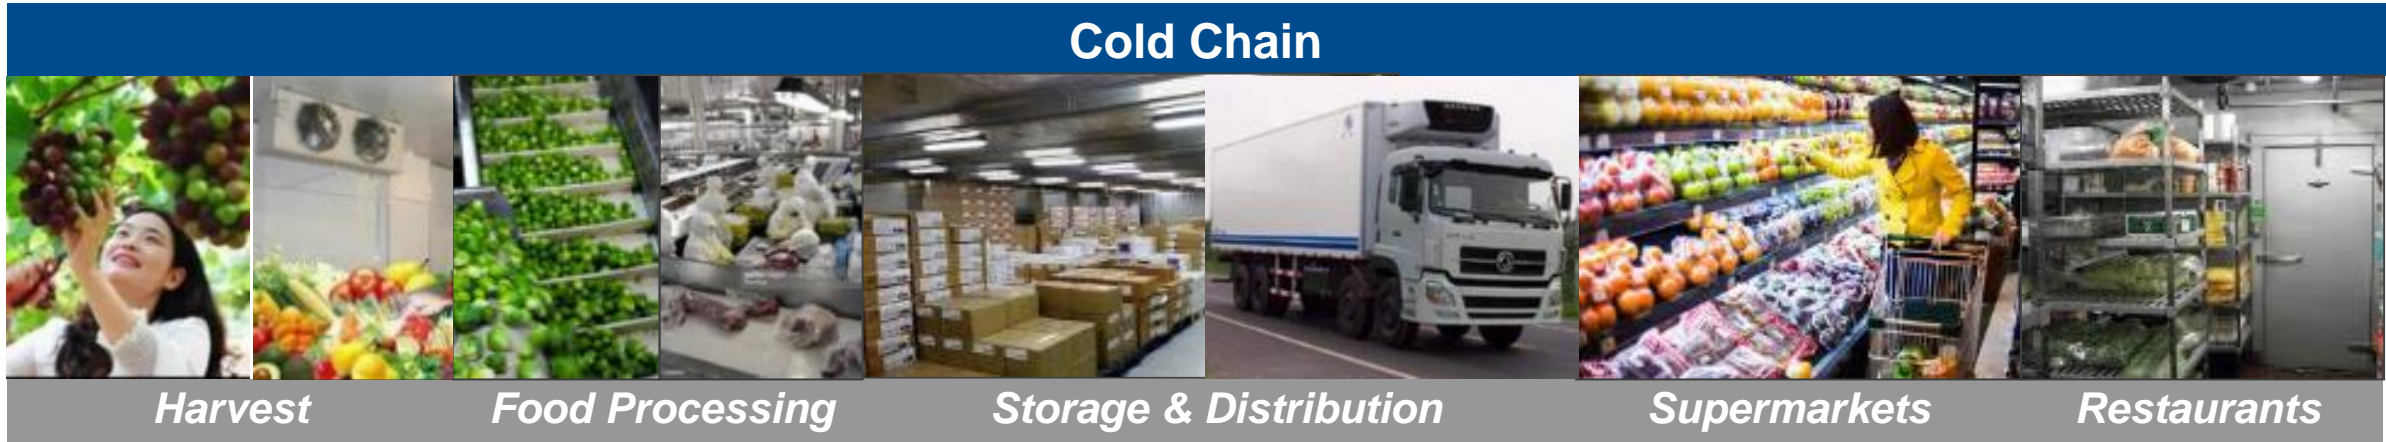 Cold Chain
Harvest
Food Processing
Storage & Distribution
Supermarkets
Restaurants